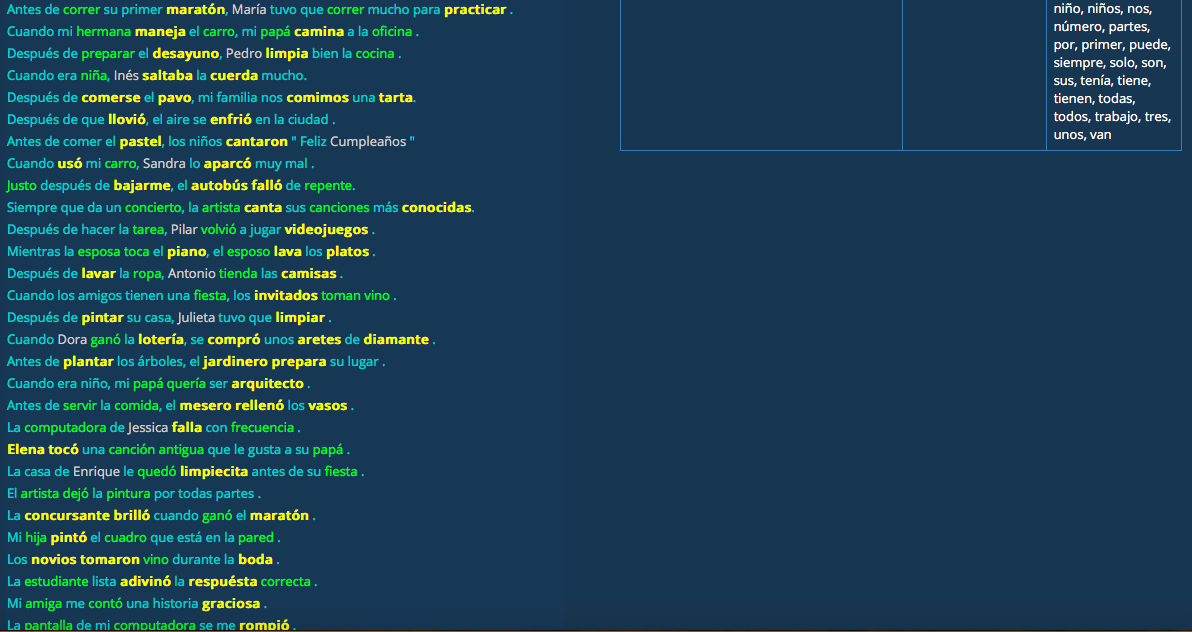 Antes de correr su primer maratón, María tuvo que correr mucho para practicar .
Cuando mi hermana maneja el carro, mi papá camina a la oficina .
Después de preparar el desayuno, Pedro limpia bien la cocina .
Cuando era niña, Inés saltaba la cuerda mucho.
Después de comerse el pavo, mi familia nos comimos una tarta.
Después de que llovió, el aire se enfrió en la ciudad .
Antes de comer el pastel, los niños cantaron " Feliz Cumpleaños "
Cuando usó mi carro, Sandra lo aparcó muy mal .
Justo después de bajarme, el autobús falló de repente.
Siempre que da un concierto, la artista canta sus canciones más conocidas.
Después de hacer la tarea, Pilar volvió a jugar videojuegos .
Mientras la esposa toca el piano, el esposo lava los platos .
Después de lavar la ropa, Antonio tienda las camisas .
Cuando los amigos tienen una fiesta, los invitados toman vino .
Después de pintar su casa, Julieta tuvo que limpiar .
Cuando Dora ganó la lotería, se compró unos aretes de diamante .
Antes de plantar los árboles, el jardinero prepara su lugar .
Cuando era niño, mi papá quería ser arquitecto .
Antes de servir la comida, el mesero rellenó los vasos .
La computadora de Jessica falla con frecuencia .
Elena tocó una canción antigua que le gusta a su papá .
La casa de Enrique le quedó limpiecita antes de su fiesta .
El artista dejó la pintura por todas partes .
La concursante brilló cuando ganó el maratón .
Mi hija pintó el cuadro que está en la pared .
Los novios tomaron vino durante la boda .
La estudiante lista adivinó la respuésta correcta .
Mi amiga me contó una historia graciosa .
La pantalla de mi computadora se me rompió .
niño, niños, nos,
número, partes,
por, primer, puede,
siempre, solo, son,
sus, tenía, tiene,
tienen, todas,
todos, trabajo, tres,
unos, van